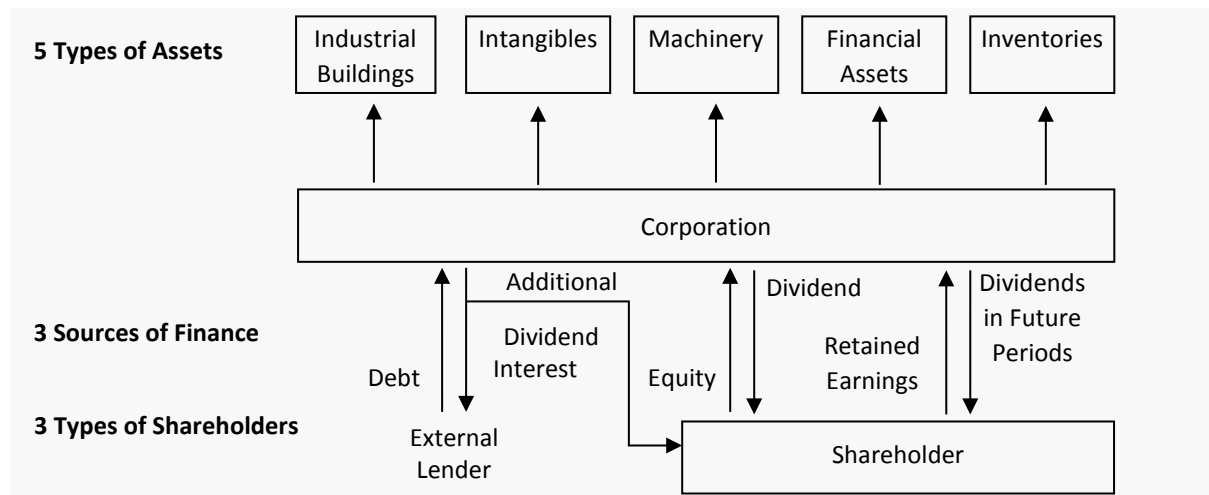 5 Types of Assets
Industrial
Buildings
Intangibles
Machinery
Financial
Assets
Inventories
Corporation
3 Sources of Finance
Debt
Additional
Dividend
Interest
Equity
Dividend
Retained
Earnings
Dividends
in Future
Periods
3 Types of Shareholders
External
Lender
Shareholder